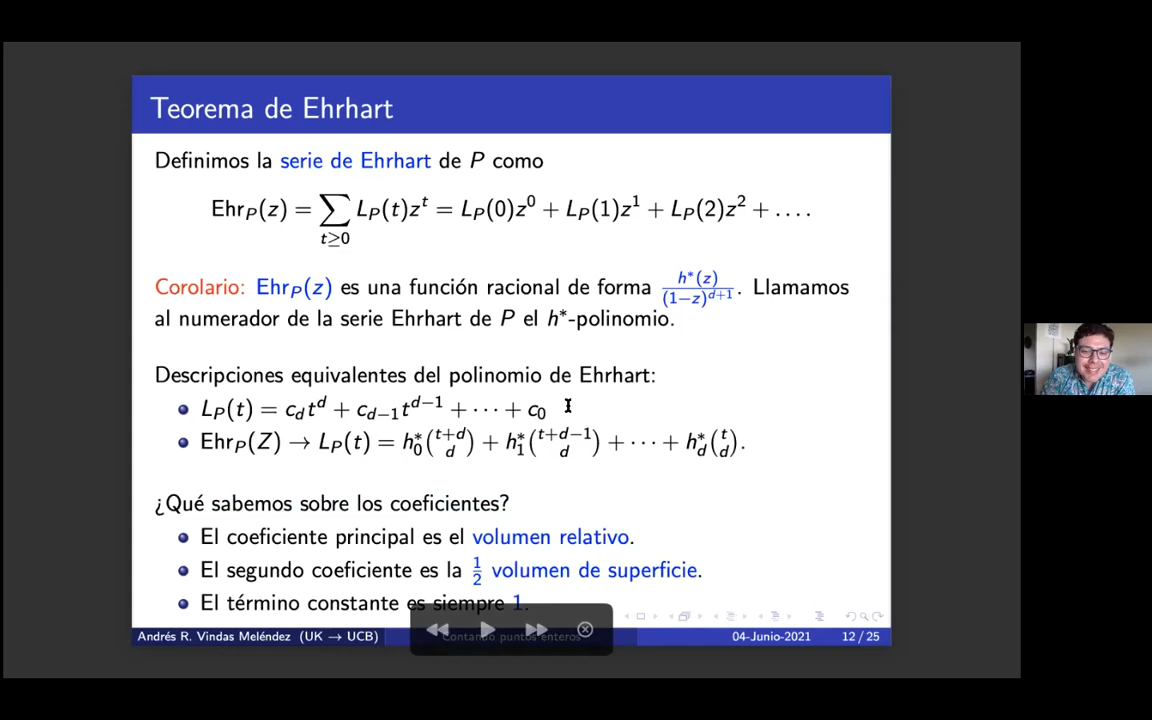 Teorema de Ehrhart
Definimos la serie de Ehrhart de P como
Ehr_P(z) = ∑_{t≥0} L_P(t)z^t = L_P(0)z^0 + L_P(1)z^1 + L_P(2)z^2 + . . . .
Corolario: Ehr_P(z) es una función racional de forma h*(z)/(1−z)^{d+1}. Llamamos
al numerador de la serie Ehrhart de P el h*-polinomio.
Descripciones equivalentes del polinomio de Ehrhart:
L_P(t) = c_d t^d + c_{d−1} t^{d−1} + · · · + c_0
Ehr_P(Z) → L_P(t) = h*_0 (t+d d) + h*_1 (t+d−1 d) + · · · + h*_d (t d).
¿Qué sabemos sobre los coeficientes?
El coeficiente principal es el volumen relativo.
El segundo coeficiente es la 1/2 volumen de superficie.
El término constante es siempre 1.
Andrés R. Vindas Meléndez (UK → UCB) Contando puntos enteros 04-Junio-2021 12 / 25